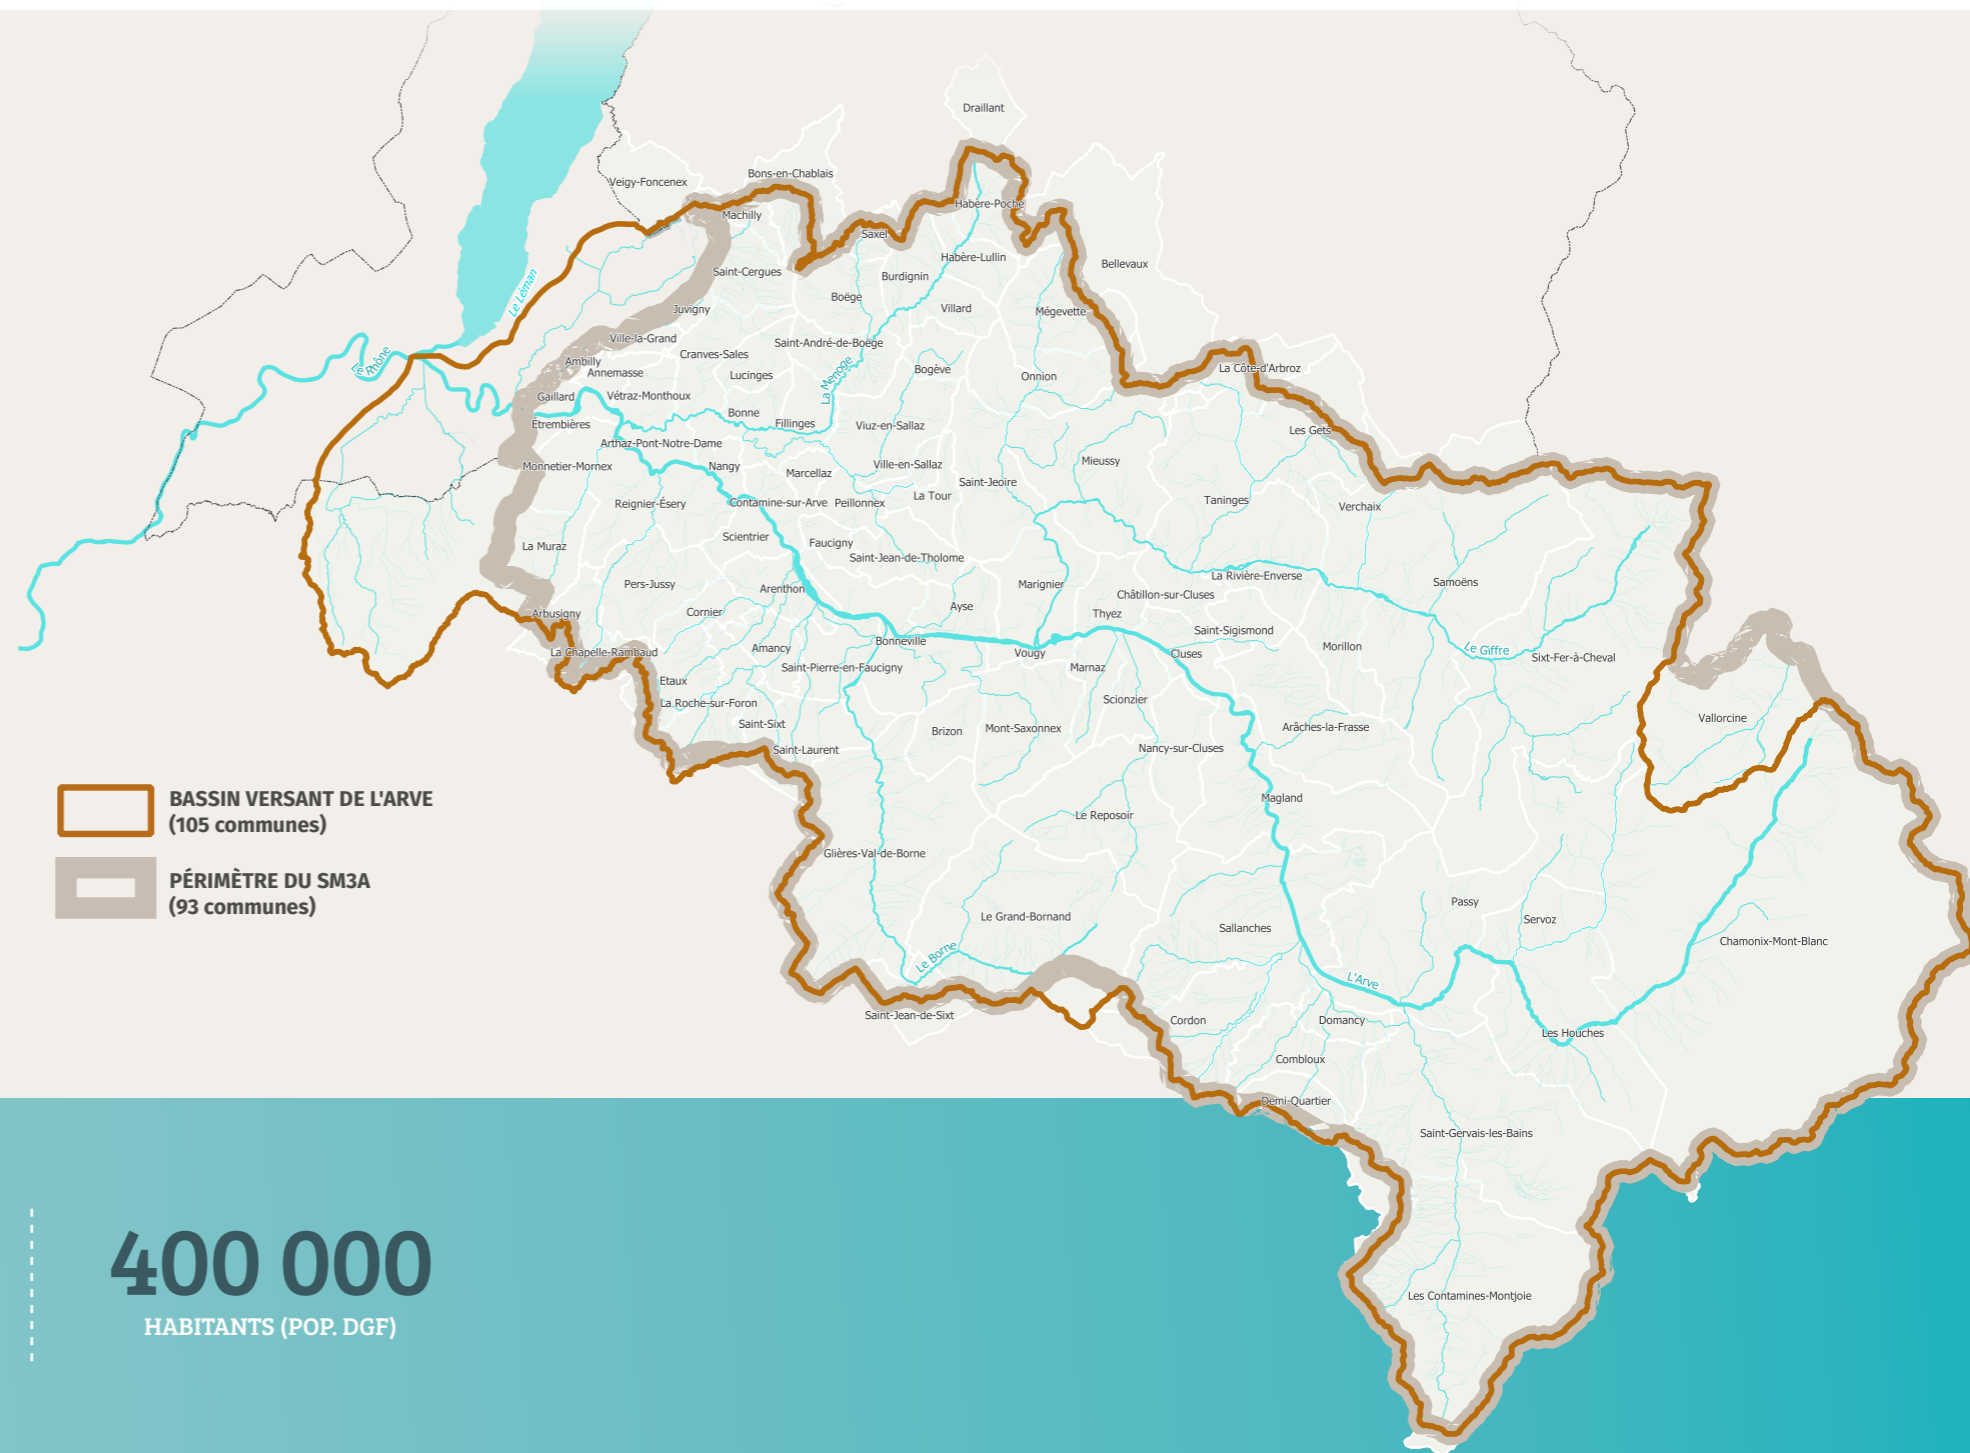 Draillant
Bons-en-Chablais
Veigy-Foncenex
Habère-Poche
Machilly
Saxel
Habère-Lullin
Bellevaux
Saint-Cergues
Burdignin
Le Léman
Boëge
Juvigny
Villard
Mégevette
Ville-la-Grand
Saint-André-de-Boëge
Cranves-Sales
Le Rhône
Ambilly
Annemasse
Lucinges
Bogève
Onnion
La Côte-d'Arbroz
La Menoge
Gaillard
Vétraz-Monthoux
Bonne
Fillinges
Viuz-en-Sallaz
Étrembières
Les Gets
Arthaz-Pont-Notre-Dame
Monnetier-Mornex
Nangy
Marcellaz
Ville-en-Sallaz
Mieussy
Saint-Jeoire
La Tour
Reignier-Ésery
Contamine-sur-Arve
Peillonnex
Taninges
Verchaix
Scientrier
Faucigny
La Muraz
Saint-Jean-de-Tholome
Pers-Jussy
Arenthon
Marignier
La Rivière-Enverse
Samoëns
Châtillon-sur-Cluses
Arbusigny
Cornier
Ayse
Thyez
Saint-Sigismond
Bonneville
La Chapelle-Rambaud
Amancy
Vougy
Cluses
Morillon
Le Giffre
Sixt-Fer-à-Cheval
Saint-Pierre-en-Faucigny
Marnaz
Etaux
La Roche-sur-Foron
Scionzier
Saint-Sixt
Brizon
Mont-Saxonnex
Arâches-la-Frasse
Vallorcine
Saint-Laurent
Nancy-sur-Cluses
Magland
BASSIN VERSANT DE L'ARVE
(105 communes)
Le Reposoir
Glières-Val-de-Borne
PÉRIMÈTRE DU SM3A
(93 communes)
Passy
Le Grand-Bornand
Servoz
Sallanches
Chamonix-Mont-Blanc
Le Borne
L'Arve
Saint-Jean-de-Sixt
Cordon
Domancy
Les Houches
Combloux
Demi-Quartier
Saint-Gervais-les-Bains
400 000
HABITANTS (POP. DGF)
Les Contamines-Montjoie